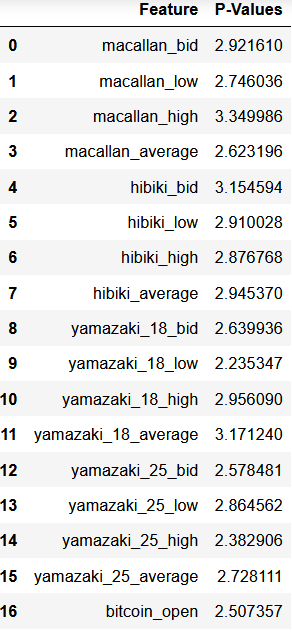 Feature P-Values
0 macallan_bid 2.921610
1 macallan_low 2.746036
2 macallan_high 3.349986
3 macallan_average 2.623196
4 hibiki_bid 3.154594
5 hibiki_low 2.910028
6 hibiki_high 2.876768
7 hibiki_average 2.945370
8 yamazaki_18_bid 2.639936
9 yamazaki_18_low 2.235347
10 yamazaki_18_high 2.956090
11 yamazaki_18_average 3.171240
12 yamazaki_25_bid 2.578481
13 yamazaki_25_low 2.864562
14 yamazaki_25_high 2.382906
15 yamazaki_25_average 2.728111
16 bitcoin_open 2.507357